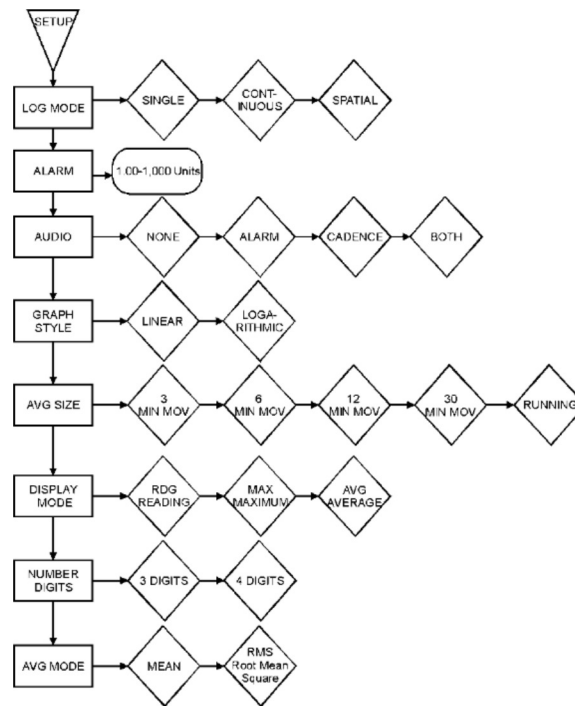 SETUP
LOG MODE
SINGLE
CONT-
INUOUS
SPATIAL
ALARM
1.00-1,000 Units
AUDIO
NONE
ALARM
CADENCE
BOTH
GRAPH
STYLE
LINEAR
LOGA-
RITHMIC
AVG SIZE
3
MIN MOV
6
MIN MOV
12
MIN MOV
30
MIN MOV
RUNNING
DISPLAY
MODE
RDG
READING
MAX
MAXIMUM
AVG
AVERAGE
NUMBER
DIGITS
3 DIGITS
4 DIGITS
AVG MODE
MEAN
RMS
Root Mean
Square